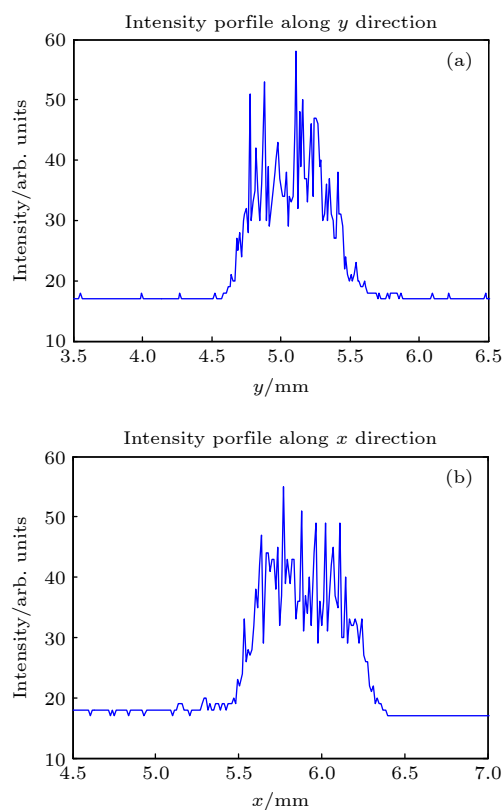 Intensity porfile along y direction
(a)
60
50
40
30
20
10
Intensity/arb. units
3.5 4.0 4.5 5.0 5.5 6.0 6.5
y/mm
Intensity porfile along x direction
(b)
60
50
40
30
20
10
Intensity/arb. units
4.5 5.0 5.5 6.0 6.5 7.0
x/mm